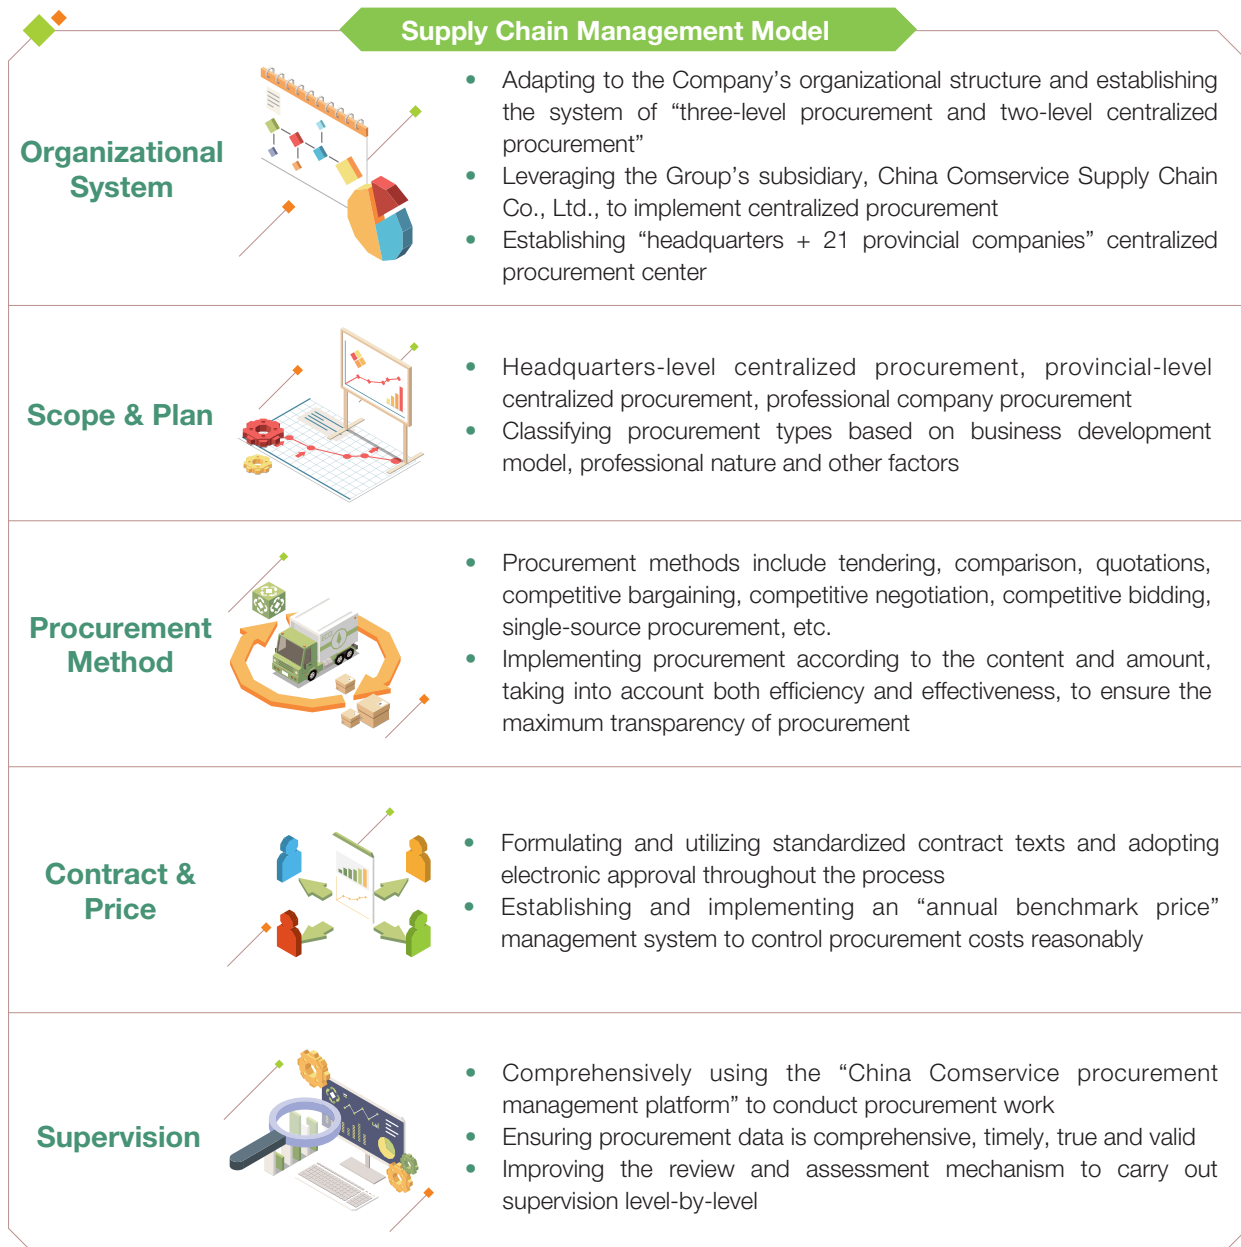 Supply Chain Management Model
Organizational
System
• Adapting to the Company’s organizational structure and establishing
the system of “three-level procurement and two-level centralized
procurement”
• Leveraging the Group’s subsidiary, China Comservice Supply Chain
Co., Ltd., to implement centralized procurement
• Establishing “headquarters + 21 provincial companies” centralized
procurement center
Scope & Plan
• Headquarters-level centralized procurement, provincial-level
centralized procurement, professional company procurement
• Classifying procurement types based on business development
model, professional nature and other factors
Procurement
Method
• Procurement methods include tendering, comparison, quotations,
competitive bargaining, competitive negotiation, competitive bidding,
single-source procurement, etc.
• Implementing procurement according to the content and amount,
taking into account both efficiency and effectiveness, to ensure the
maximum transparency of procurement
Contract &
Price
• Formulating and utilizing standardized contract texts and adopting
electronic approval throughout the process
• Establishing and implementing an “annual benchmark price”
management system to control procurement costs reasonably
Supervision
• Comprehensively using the “China Comservice procurement
management platform” to conduct procurement work
• Ensuring procurement data is comprehensive, timely, true and valid
• Improving the review and assessment mechanism to carry out
supervision level-by-level